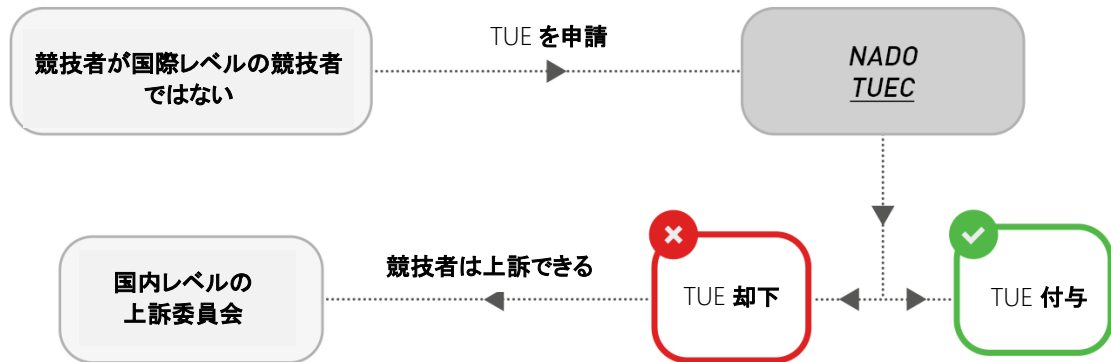 競技者が国際レベルの競技者
ではない
TUE を申請
NADO
TUEC
国内レベルの
上訴委員会
競技者は上訴できる
TUE 却下
TUE 付与